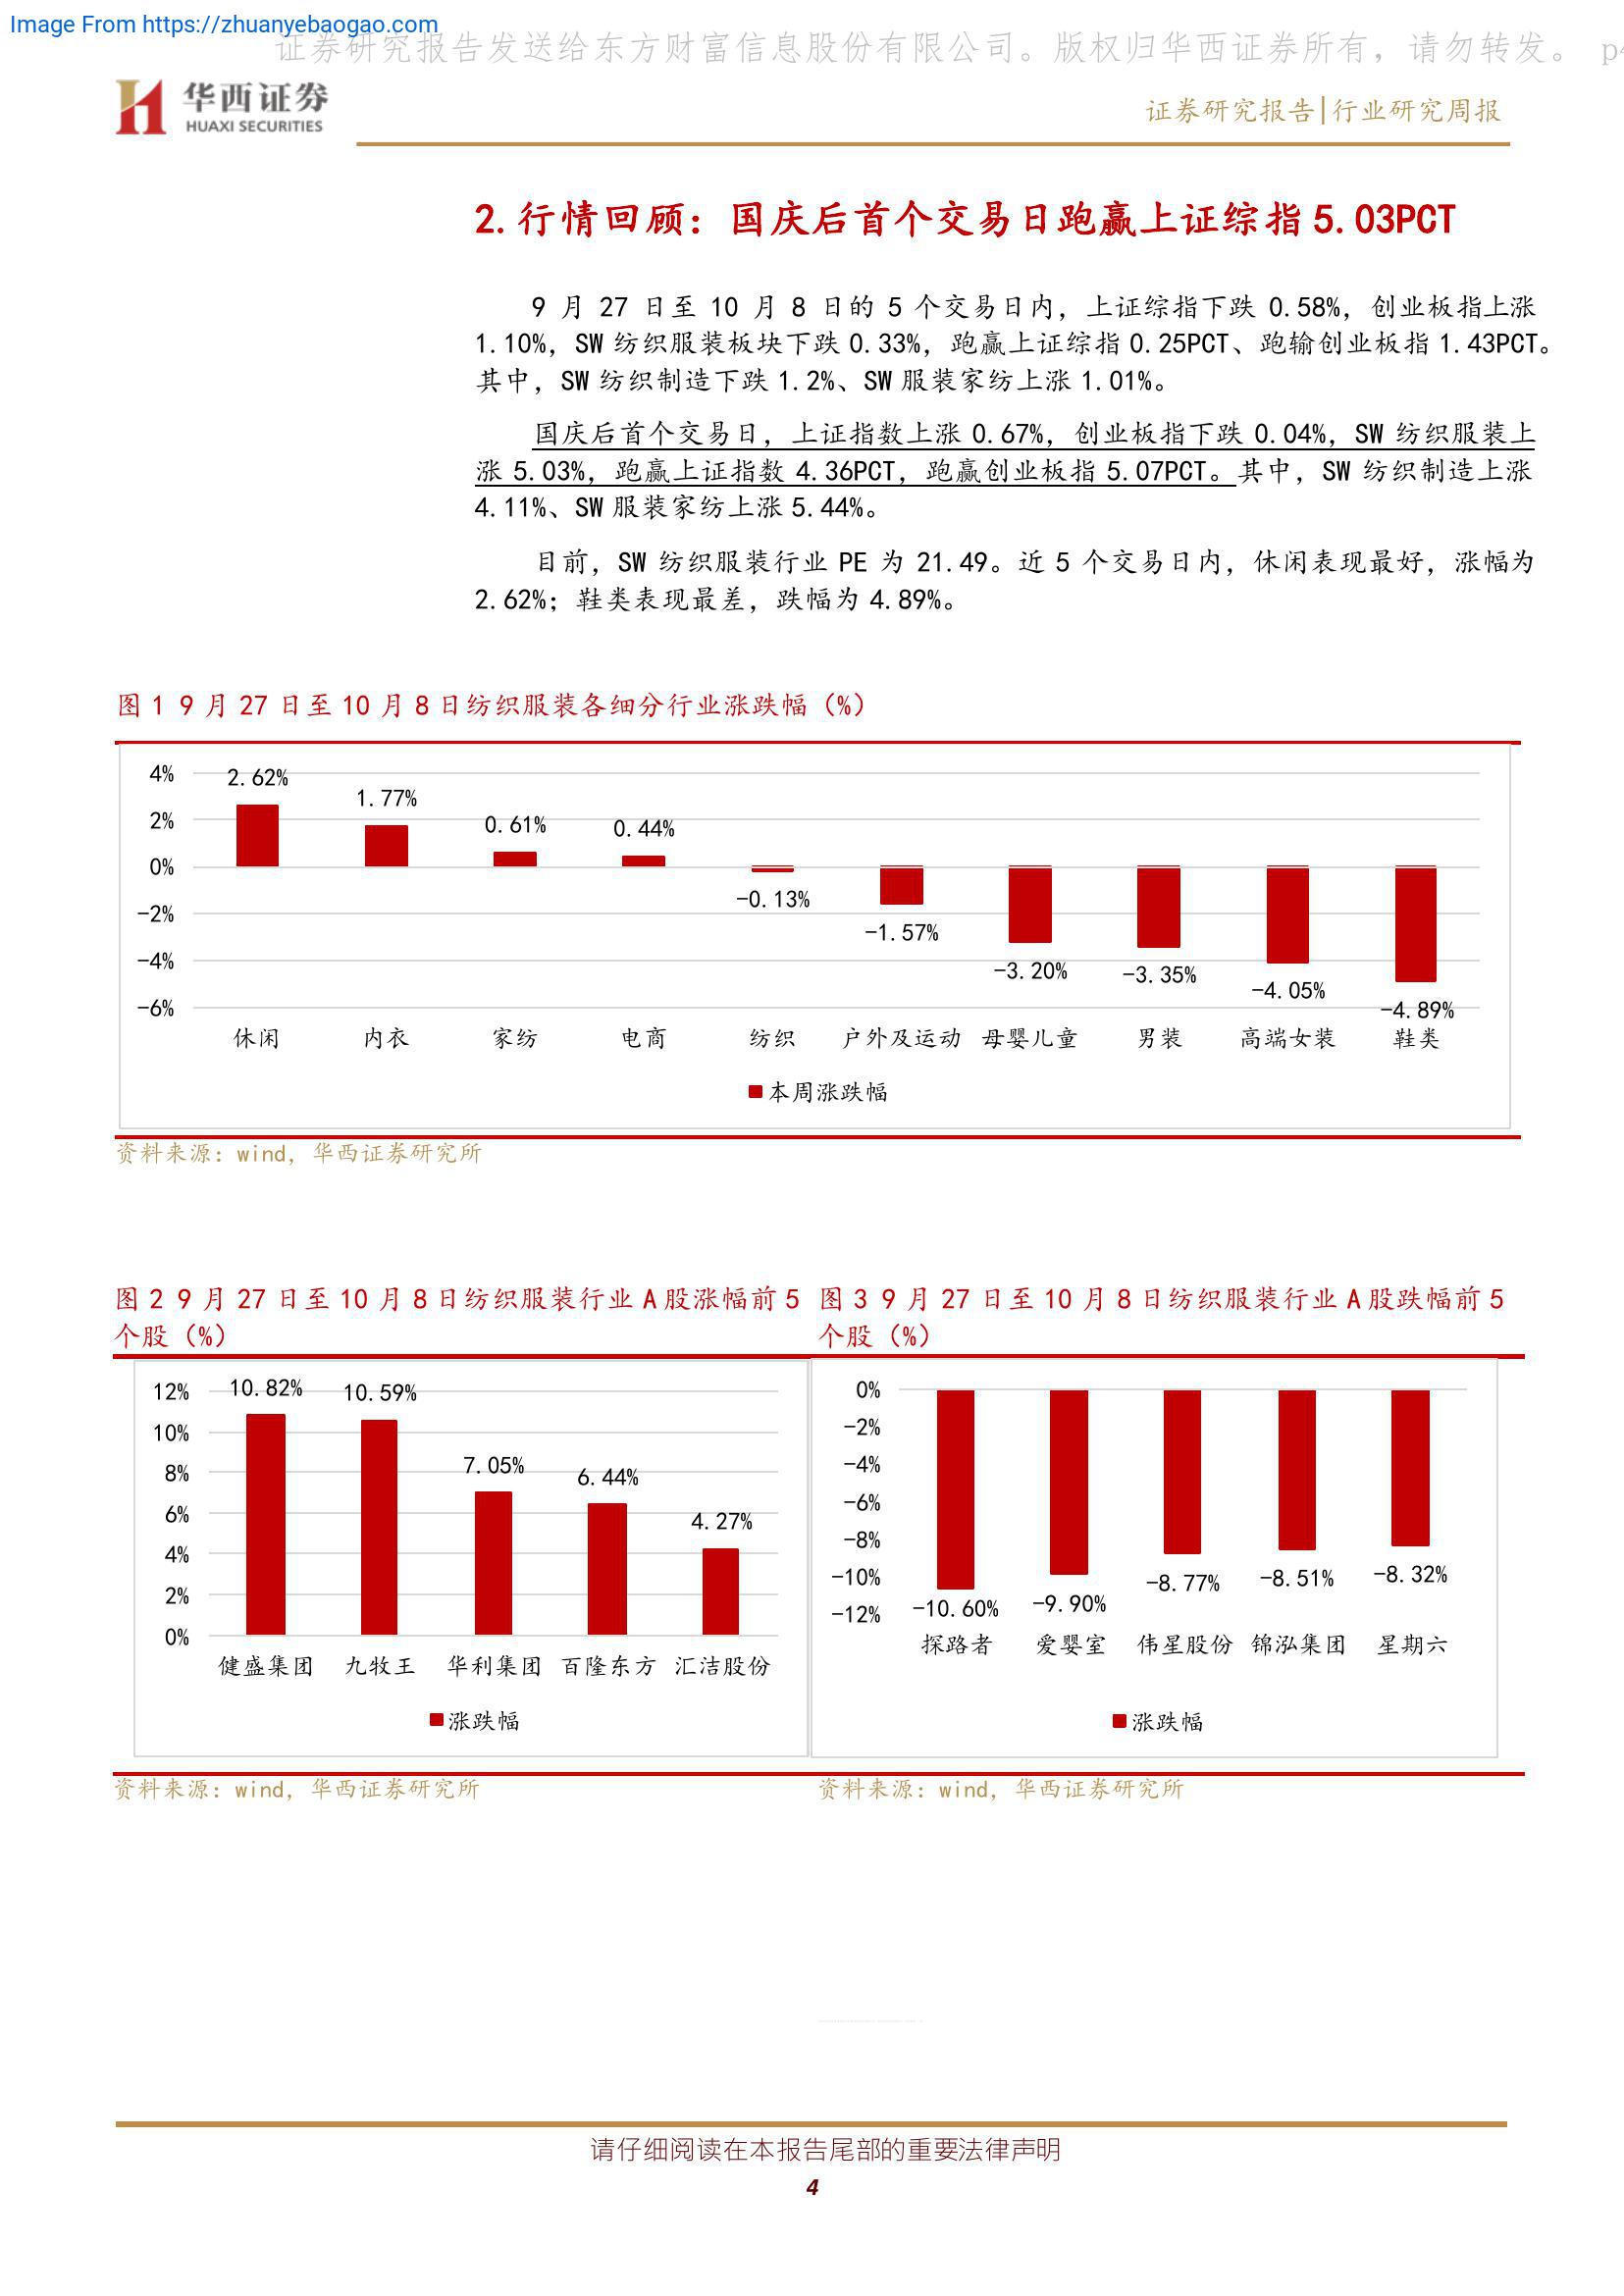 Image From https://zhuanyebaogao.com
证券研究报告发送给东方财富信息股份有限公司。版权归华西证券所有，请勿转发。 p4
华西证券
HUAXI SECURITIES
证券研究报告|行业研究周报
2.行情回顾：国庆后首个交易日跑赢上证综指5.03PCT
9 月 27 日至 10 月 8 日的 5 个交易日内，上证综指下跌 0.58%，创业板指上涨
1.10%，SW 纺织服装板块下跌 0.33%，跑赢上证综指 0.25PCT、跑输创业板指 1.43PCT。
其中，SW 纺织制造下跌 1.2%、SW 服装家纺上涨 1.01%。
国庆后首个交易日，上证指数上涨 0.67%，创业板指下跌 0.04%，SW 纺织服装上
涨 5.03%，跑赢上证指数 4.36PCT，跑赢创业板指 5.07PCT。其中，SW 纺织制造上涨
4.11%、SW 服装家纺上涨 5.44%。
目前，SW 纺织服装行业 PE 为 21.49。近 5 个交易日内，休闲表现最好，涨幅为
2.62%；鞋类表现最差，跌幅为 4.89%。
图 1 9 月 27 日至 10 月 8 日纺织服装各细分行业涨跌幅（%）
4%
2%
0%
-2%
-4%
-6%
2.62%
1.77%
0.61%
0.44%
-0.13%
-1.57%
-3.20%
-3.35%
-4.05%
-4.89%
休闲 内衣 家纺 电商 纺织 户外及运动 母婴儿童 男装 高端女装 鞋类
本周涨跌幅
资料来源：wind，华西证券研究所
图 2 9 月 27 日至 10 月 8 日纺织服装行业 A 股涨幅前 5
个股（%）
12%
10%
8%
6%
4%
2%
0%
10.82%
10.59%
7.05%
6.44%
4.27%
健盛集团 九牧王 华利集团 百隆东方 汇洁股份
涨跌幅
资料来源：wind，华西证券研究所
图 3 9 月 27 日至 10 月 8 日纺织服装行业 A 股跌幅前 5
个股（%）
0%
-2%
-4%
-6%
-8%
-10%
-12%
-10.60%
-9.90%
-8.77%
-8.51%
-8.32%
探路者 爱婴室 伟星股份 锦泓集团 星期六
涨跌幅
资料来源：wind，华西证券研究所
请仔细阅读在本报告尾部的重要法律声明
4